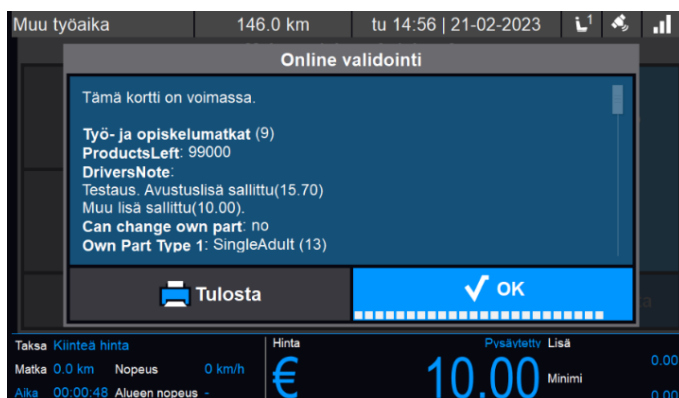 Muu työaika 146.0 km tu 14:56 | 21-02-2023 1
Online validointi
Tämä kortti on voimassa.
Työ- ja opiskelumatkat (9)
ProductsLeft: 99000
DriversNote:
Testaus. Avustuslisä sallittu(15.70)
Muu lisä sallittu(10.00).
Can change own part: no
Own Part Type 1: SingleAdult (13)
Tulosta OK
Taksa Kiinteä hinta Hinta Pysäytetty Lisä
Matka 0.0 km Nopeus 0 km/h € 10.00 Minimi 0.00
Aika 00:00:48 Alueen nopeus - 0.00